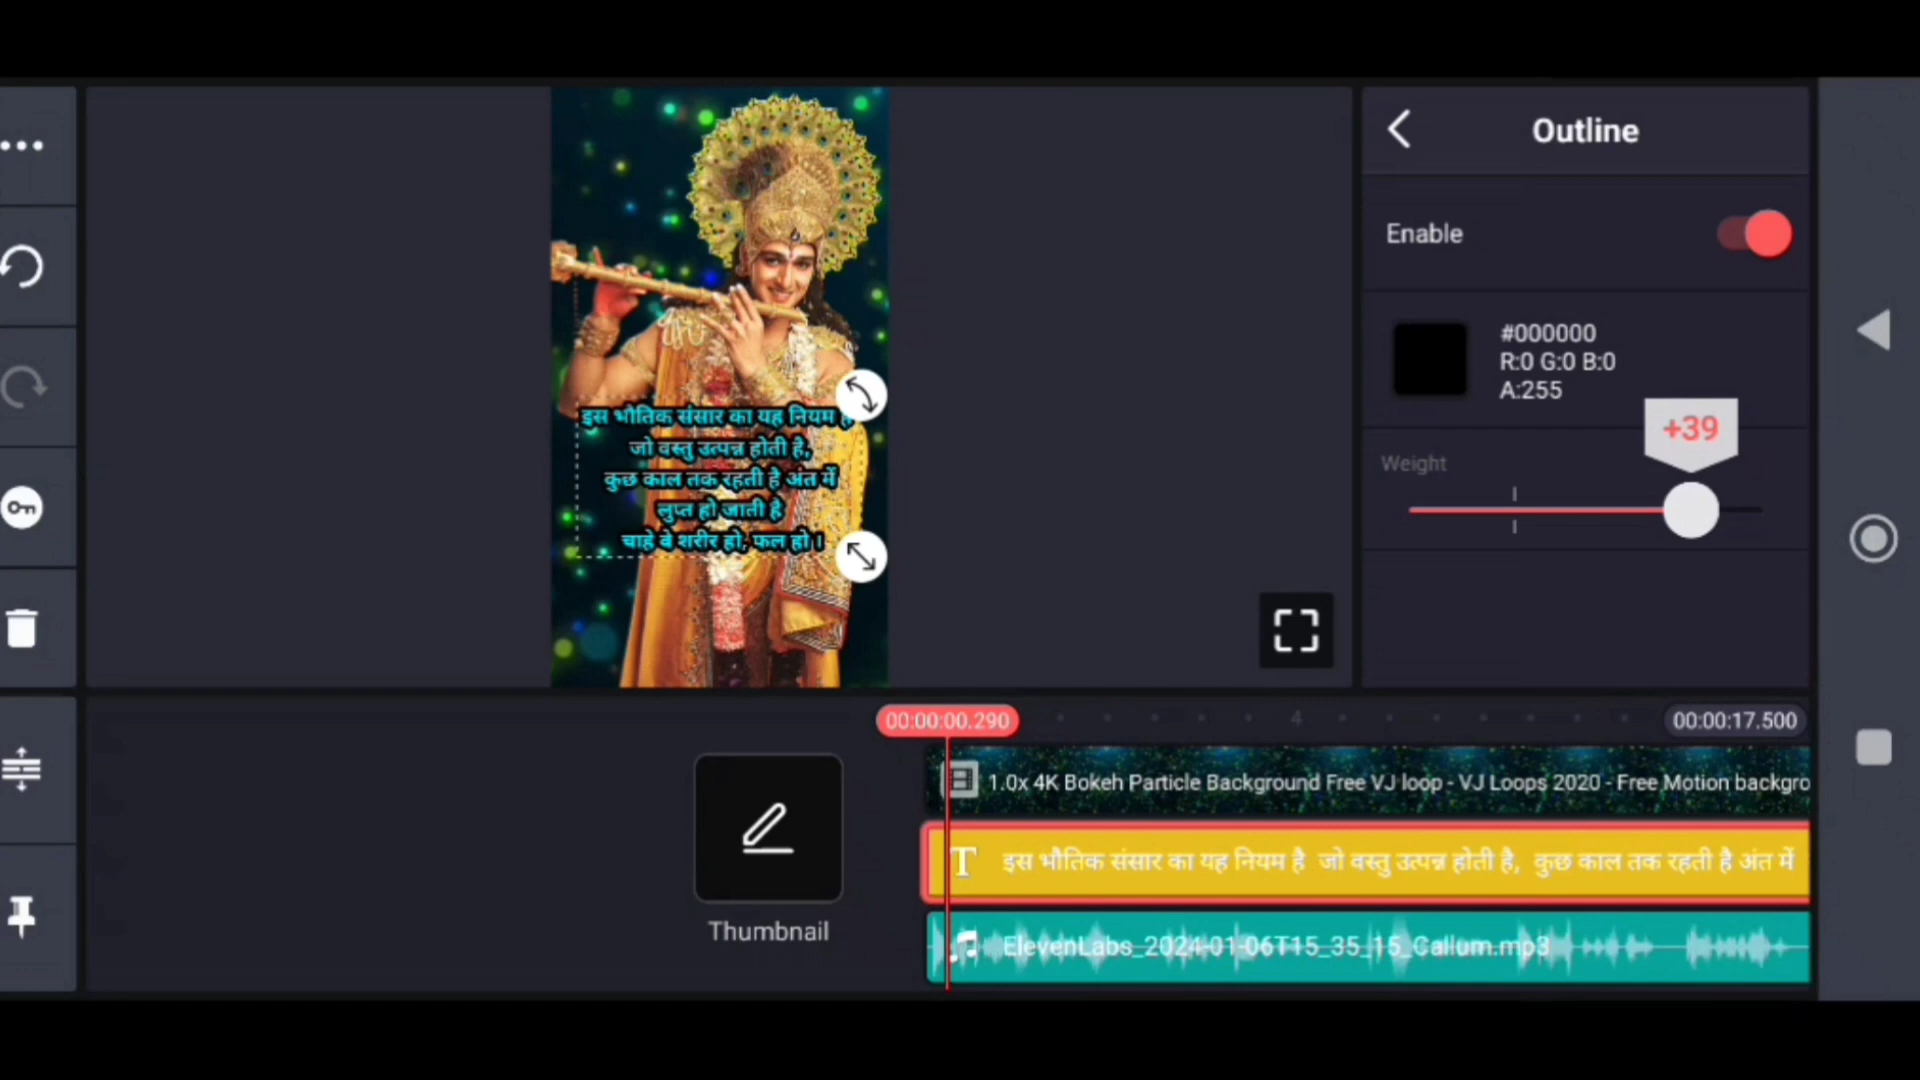 Outline
Enable
#000000
R:0 G:0 B:0
A:255
+39
Weight
इस भौतिक संसार का यह नियम है
जो वस्तु उत्पन्न होती है,
कुछ काल तक रहती है अंत में
लुप्त हो जाती है
चाहे वे शरीर हो, फल हो ।
00:00:00.290
4
00:00:17.500
1.0x 4K Bokeh Particle Background Free VJ loop - VJ Loops 2020 - Free Motion backgro
T इस भौतिक संसार का यह नियम है जो वस्तु उत्पन्न होती है, कुछ काल तक रहती है अंत में
Thumbnail
ElevenLabs_2024-01-06T15_35_15_Callum.mp3